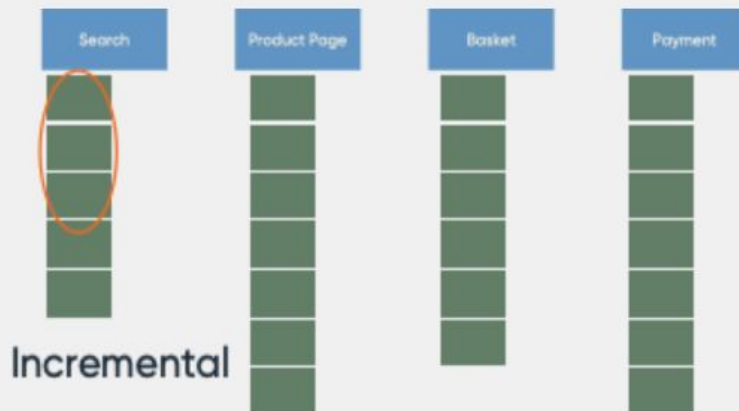 Search
Product Page
Basket
Payment
Incremental